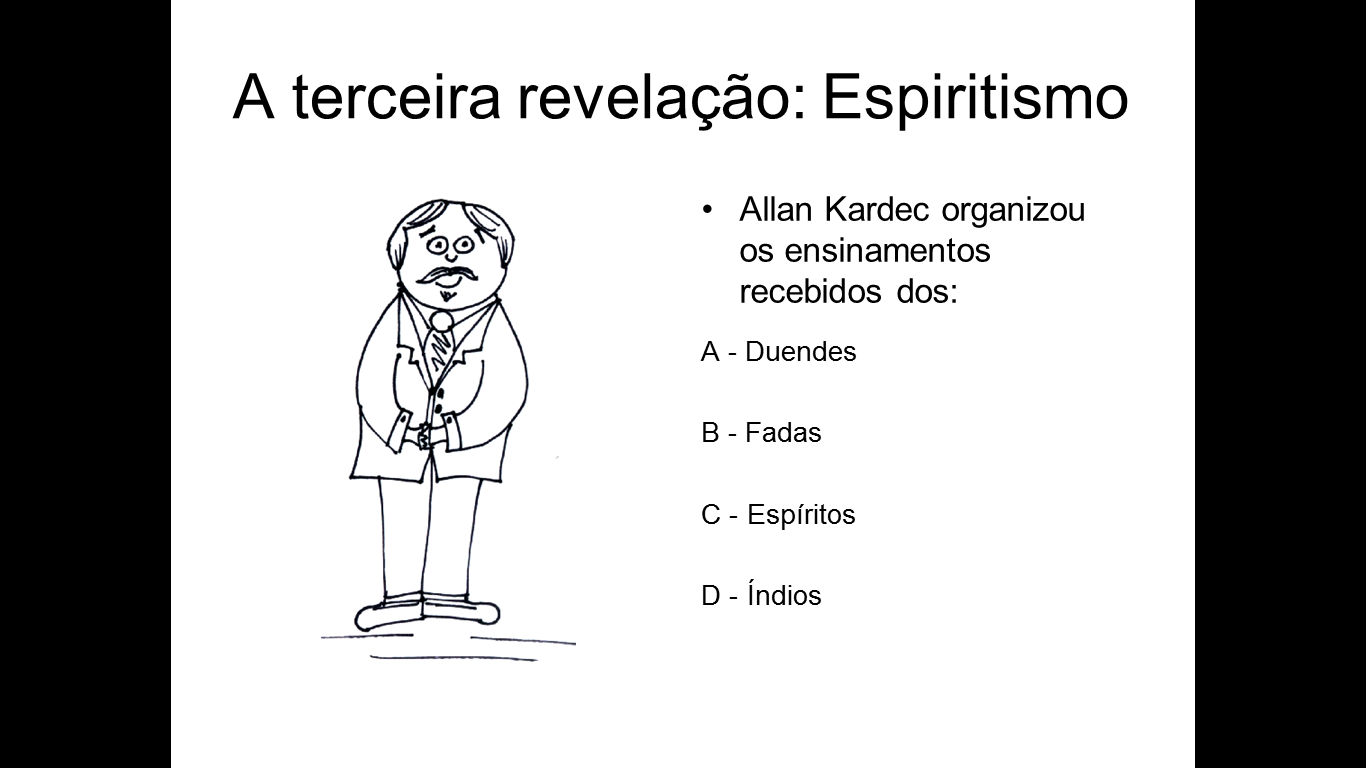 A terceira revelação: Espiritismo
• Allan Kardec organizou
os ensinamentos
recebidos dos:
A - Duendes
B - Fadas
C - Espíritos
D - Índios